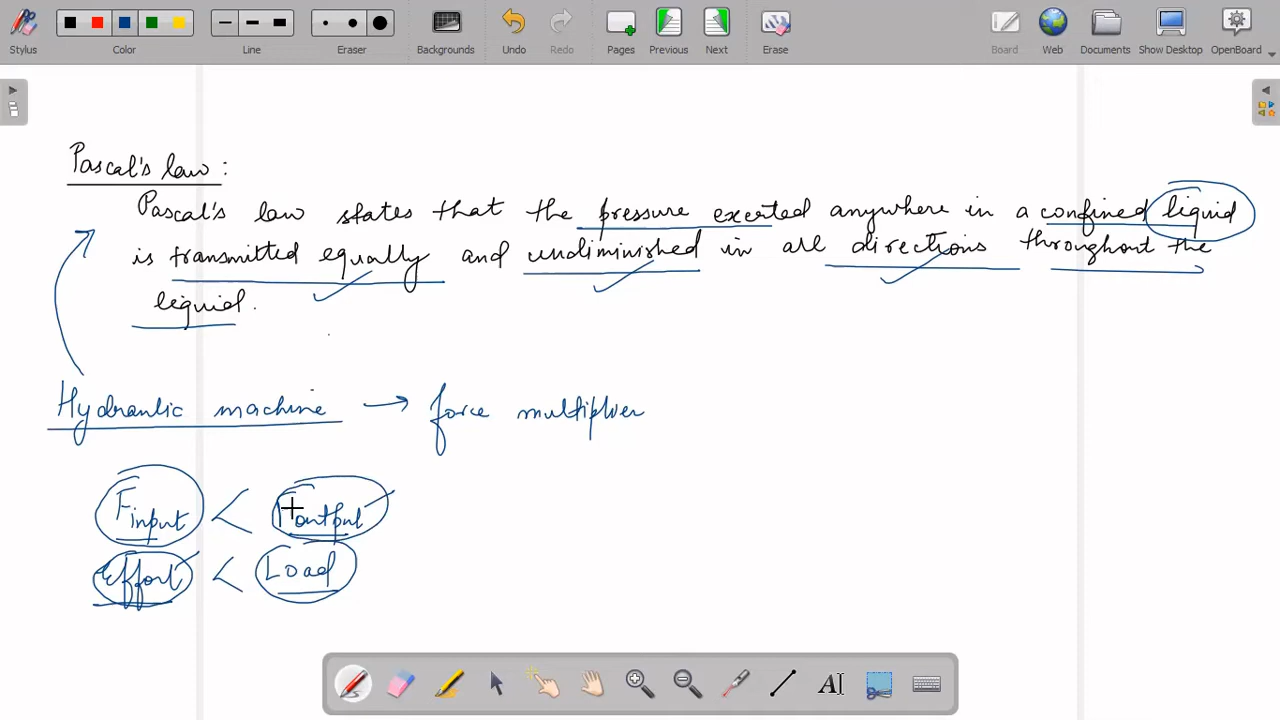 Stylus Color Line Eraser Backgrounds Undo Redo Pages Previous Next Erase Board Web Documents Show Desktop OpenBoard
Pascal's law :
Pascal's law states that the pressure exerted anywhere in a confined liquid
is transmitted equally and undiminished in all directions throughout the
liquid.
Hydraulic machine → force multiplier
Finput < Foutput
Effort < Load